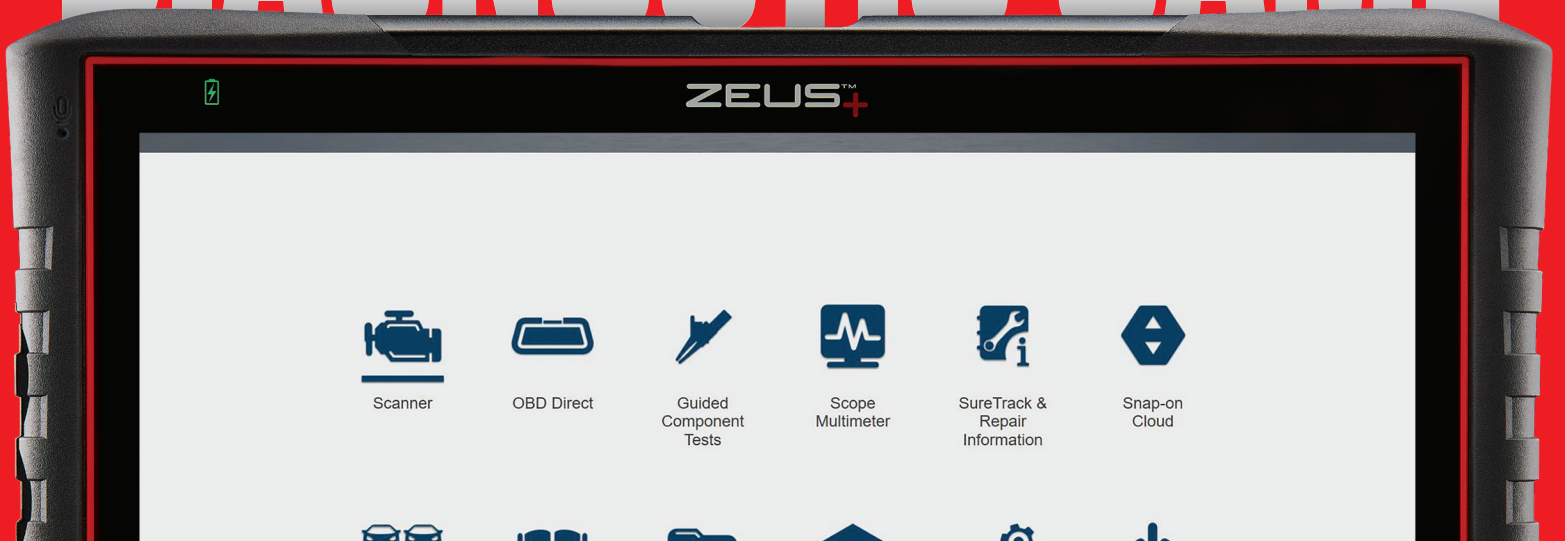 ZEUS™+
Scanner
OBD Direct
Guided
Component
Tests
Scope
Multimeter
SureTrack &
Repair
Information
Snap-on
Cloud